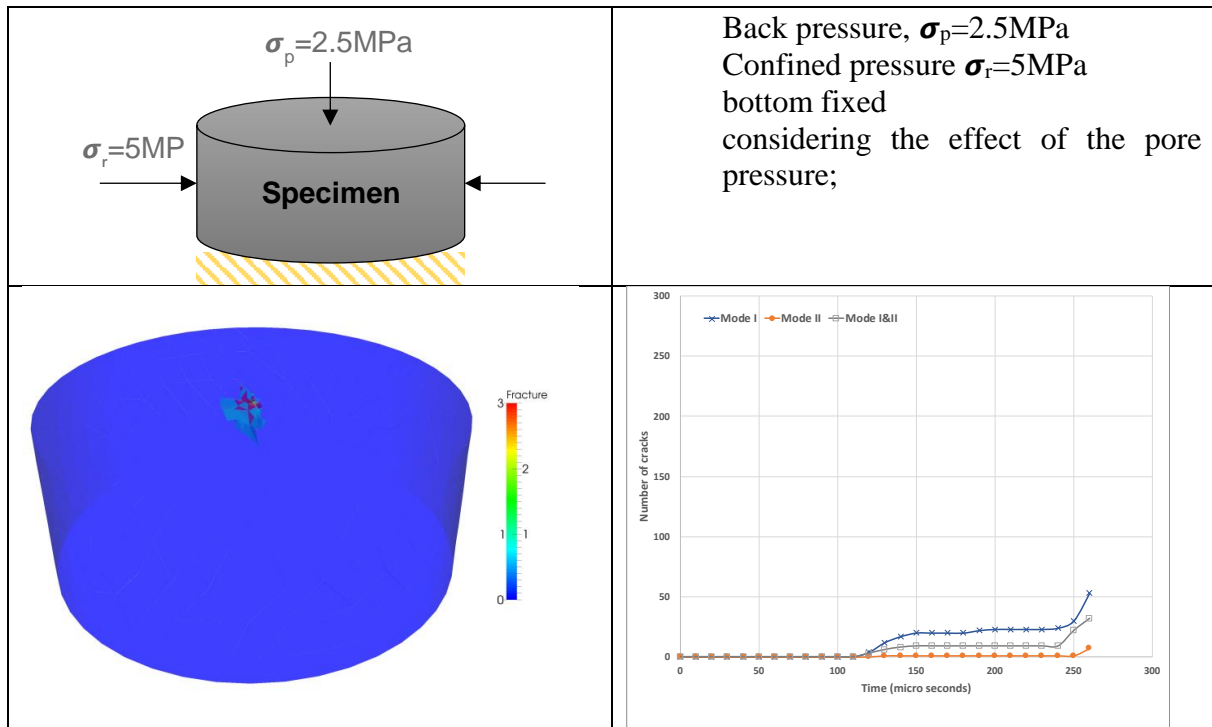 σp=2.5MPa
σr=5MP
Specimen
Back pressure, σp=2.5MPa
Confined pressure σr=5MPa
bottom fixed
considering the effect of the pore
pressure;
Fracture
3
2
1
0
Mode I Mode II Mode I&II
300
250
200
150
100
50
0
Number of cracks
0 50 100 150 200 250 300
Time (micro seconds)